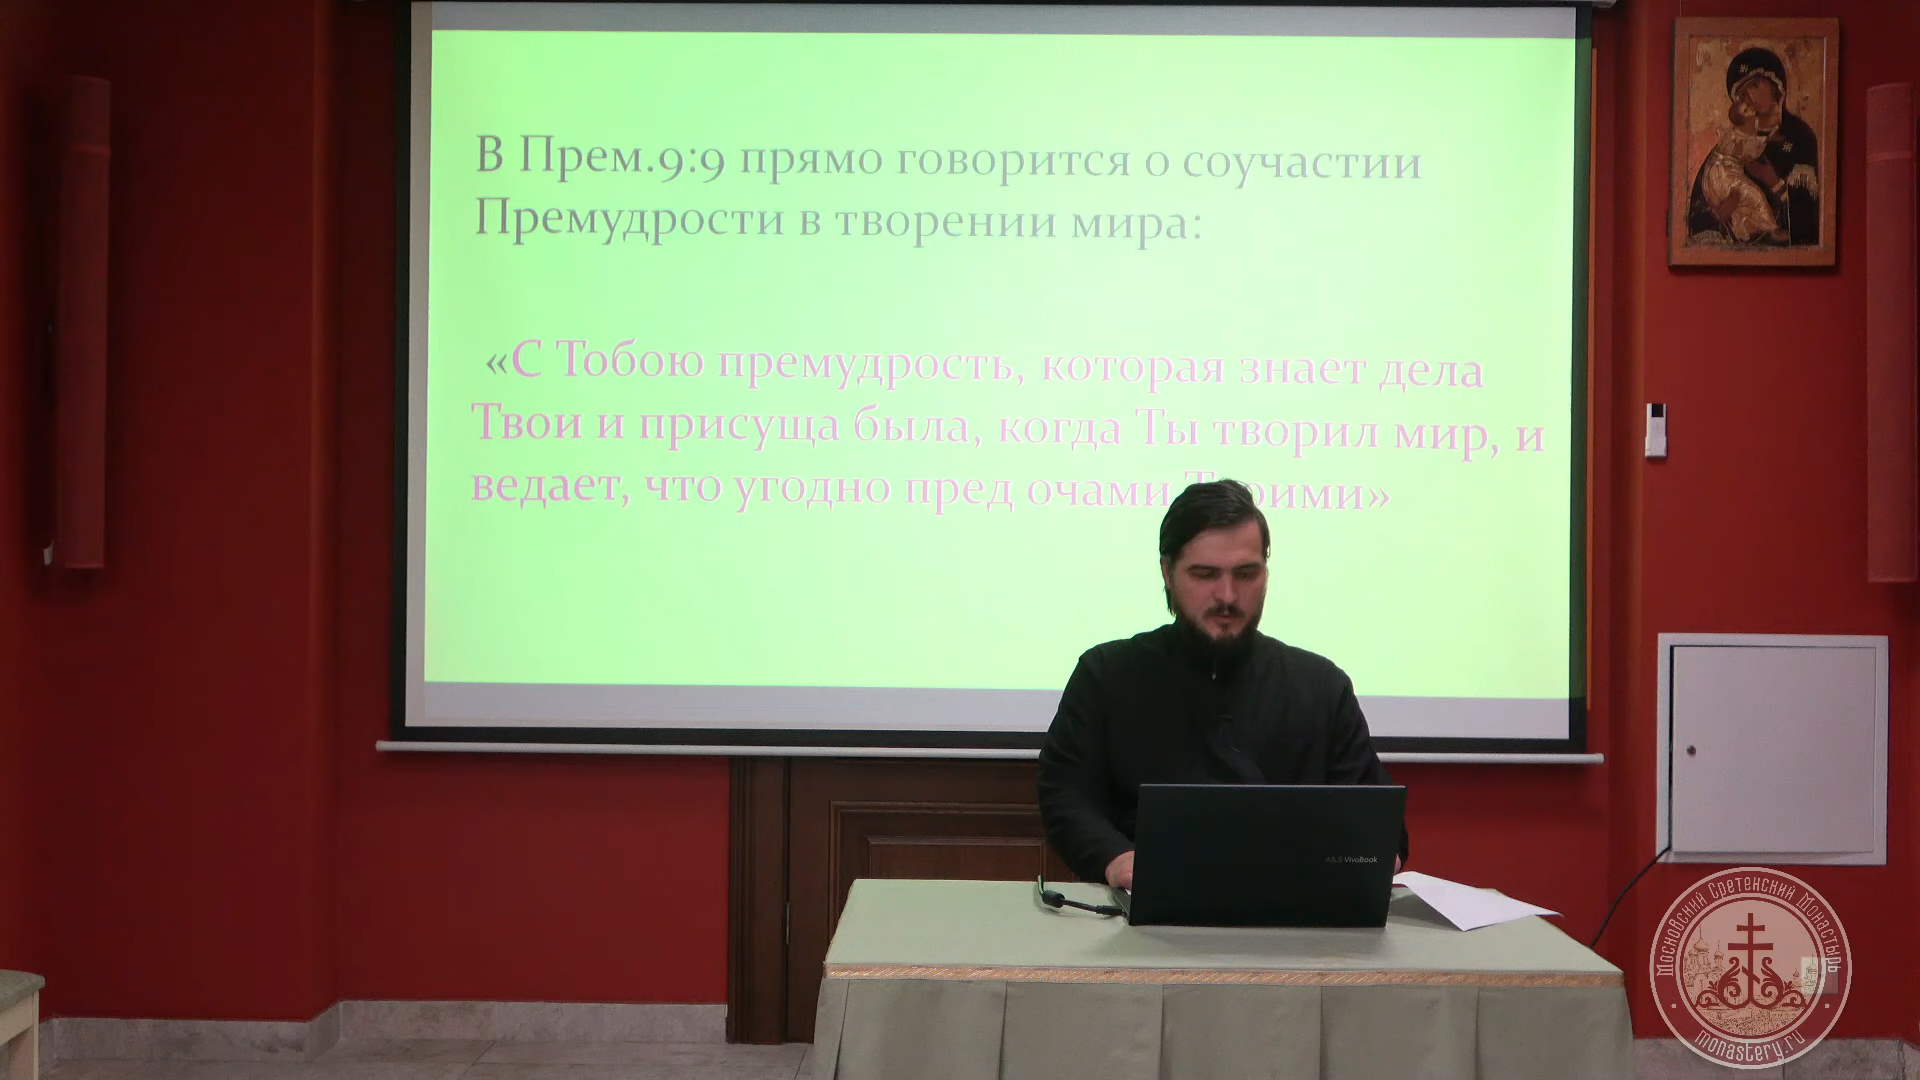 В Прем.9:9 прямо говорится о соучастии
Премудрости в творении мира:
«С Тобою премудрость, которая знает дела
Твои и присуща была, когда Ты творил мир, и
ведает, что угодно пред очами Твоими»
ASUS VivoBook
Московский Сретенский Монастырь
monastery.ru